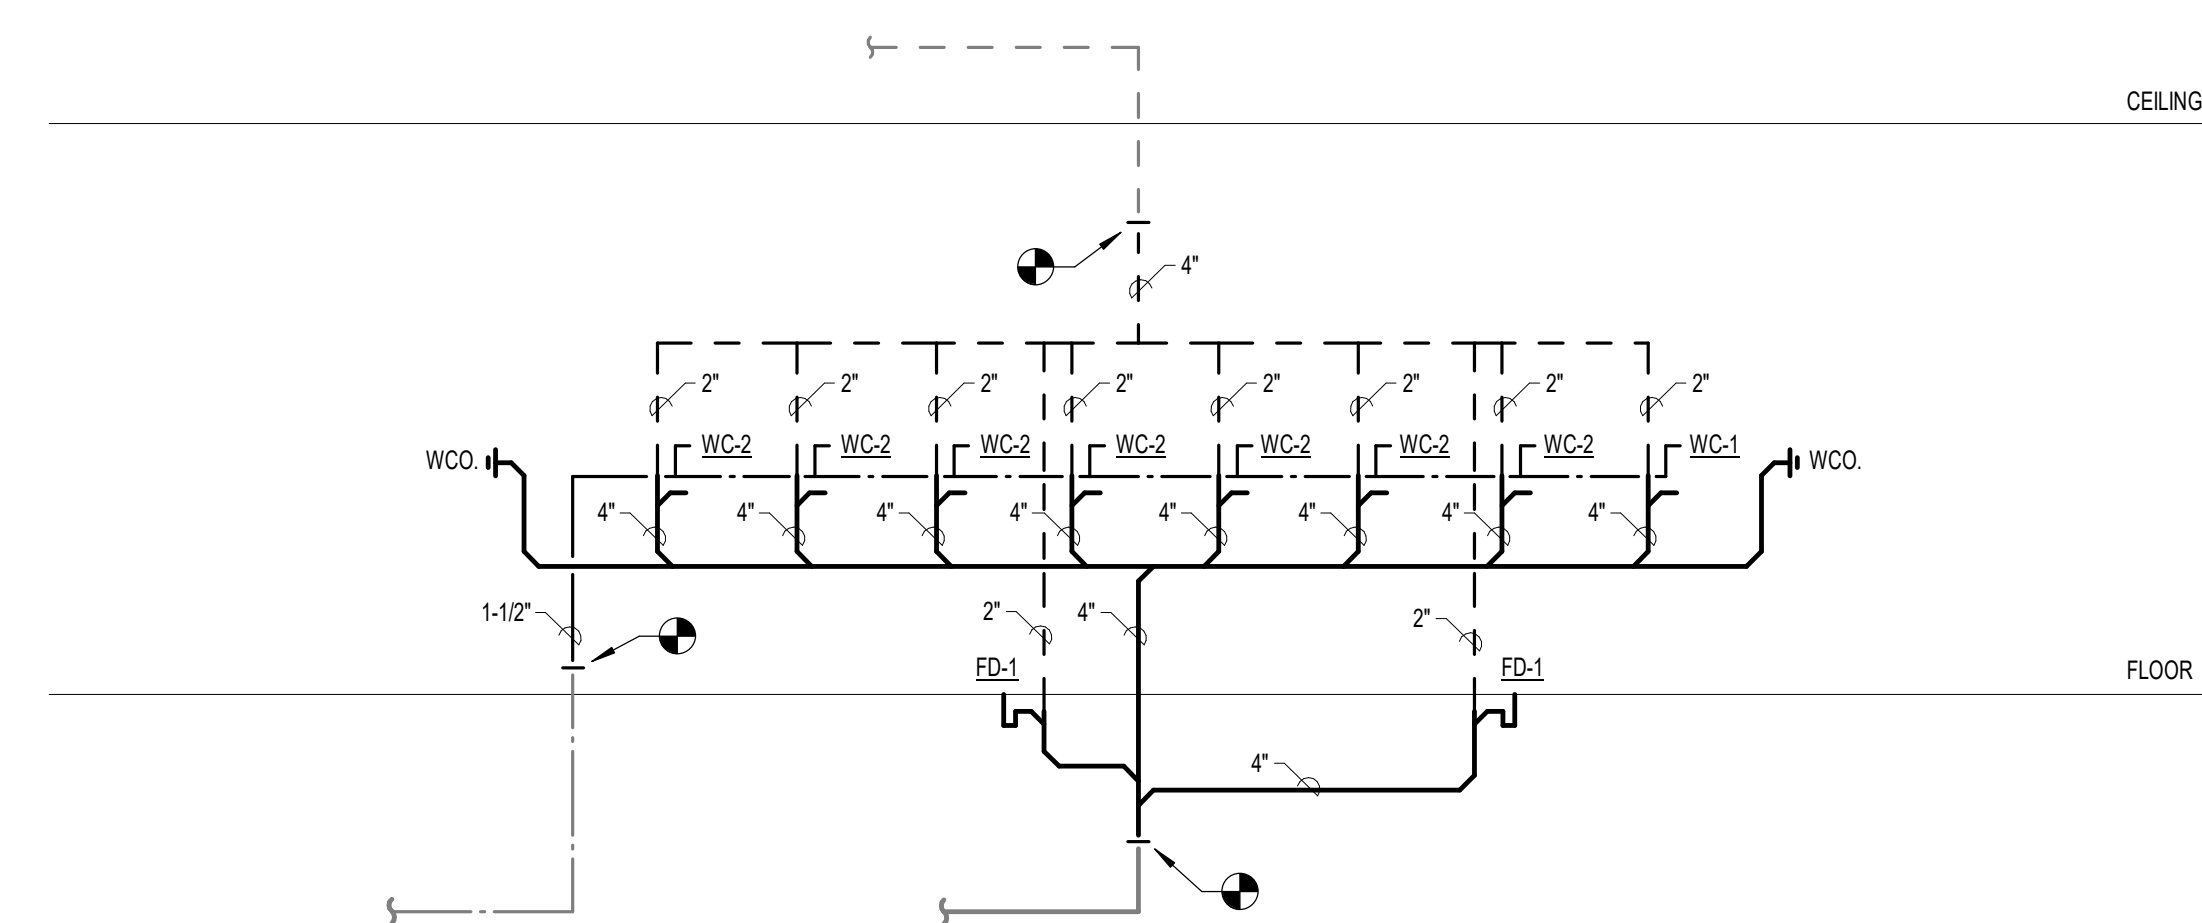 CEILING
4"
2" 2" 2" 2" 2" 2" 2" 2"
WC-2 WC-2 WC-2 WC-2 WC-2 WC-2 WC-2 WC-1
WCO. WCO.
4" 4" 4" 4" 4" 4" 4" 4"
1-1/2" 2" 4" 2"
FD-1 FD-1
FLOOR
4"